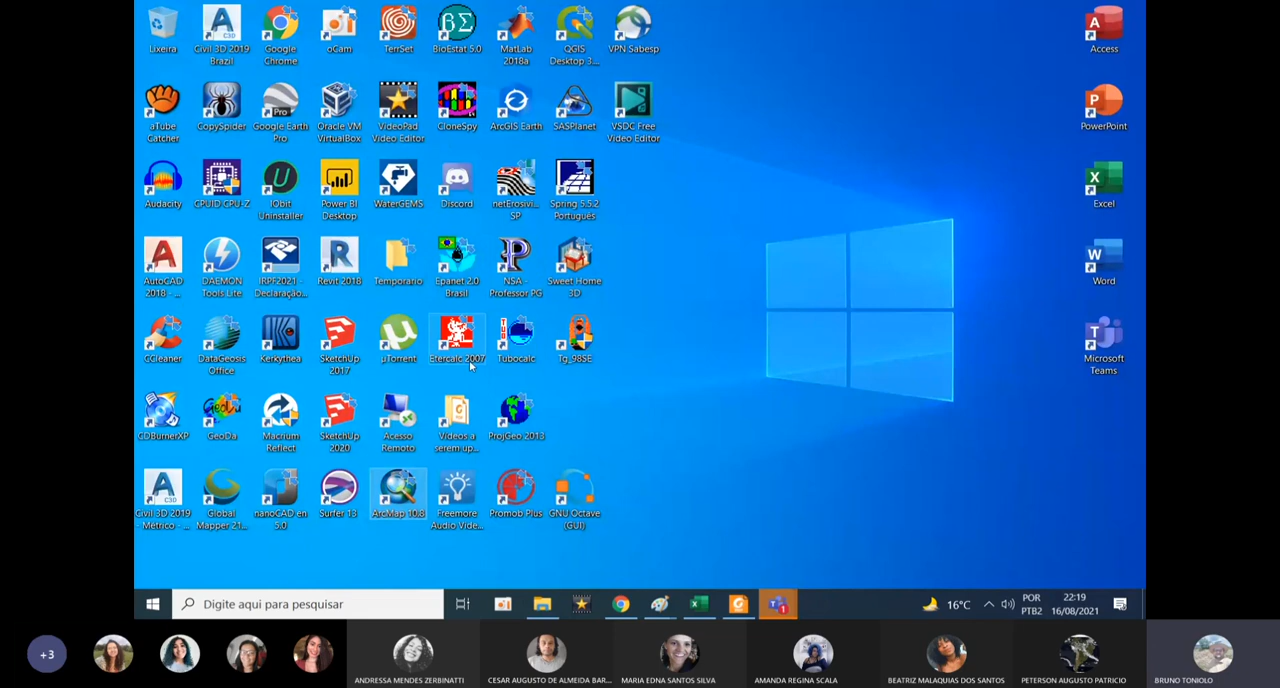 Lixeira
Civil 3D 2019
Brazil
Google
Chrome
oCam
TerrSet
BioEstat 5.0
MatLab
2018a
QGIS
Desktop 3...
VPN Sabesp
Access
aTube
Catcher
CopySpider
Google Earth
Pro
Oracle VM
VirtualBox
VideoPad
Video Editor
CloneSpy
ArcGIS Earth
SASPlanet
VSDC Free
Video Editor
PowerPoint
Audacity
CPUID CPU-Z
IObit
Uninstaller
Power BI
Desktop
WaterGEMS
Discord
netErosivi...
SP
Spring 5.5.2
Português
Excel
AutoCAD
2018 - ...
DAEMON
Tools Lite
IRPF2021 -
Declaração...
Revit 2018
Temporario
Epanet 2.0
Brasil
NSA -
Professor PG
Sweet Home
3D
Word
CCleaner
DataGeosis
Office
Kerkythea
SketchUp
2017
µTorrent
Etercalc 2007
Tubocalc
Tg_98SE
Microsoft
Teams
CDBurnerXP
GeoDa
Macrium
Reflect
SketchUp
2020
Acesso
Remoto
Videos a
serem up...
ProjGeo 2013
Civil 3D 2019
- Métrico - ...
Global
Mapper 21...
nanoCAD en
5.0
Surfer 13
ArcMap 10.8
Freemore
Audio Vide...
Promob Plus
GNU Octave
(GUI)
Digite aqui para pesquisar
16°C
POR
PTB2
22:19
16/08/2021
+3
ANDRESSA MENDES ZERBINATTI
CESAR AUGUSTO DE ALMEIDA BAR...
MARIA EDNA SANTOS SILVA
AMANDA REGINA SCALA
BEATRIZ MALAQUIAS DOS SANTOS
PETERSON AUGUSTO PATRICIO
BRUNO TONIOLO